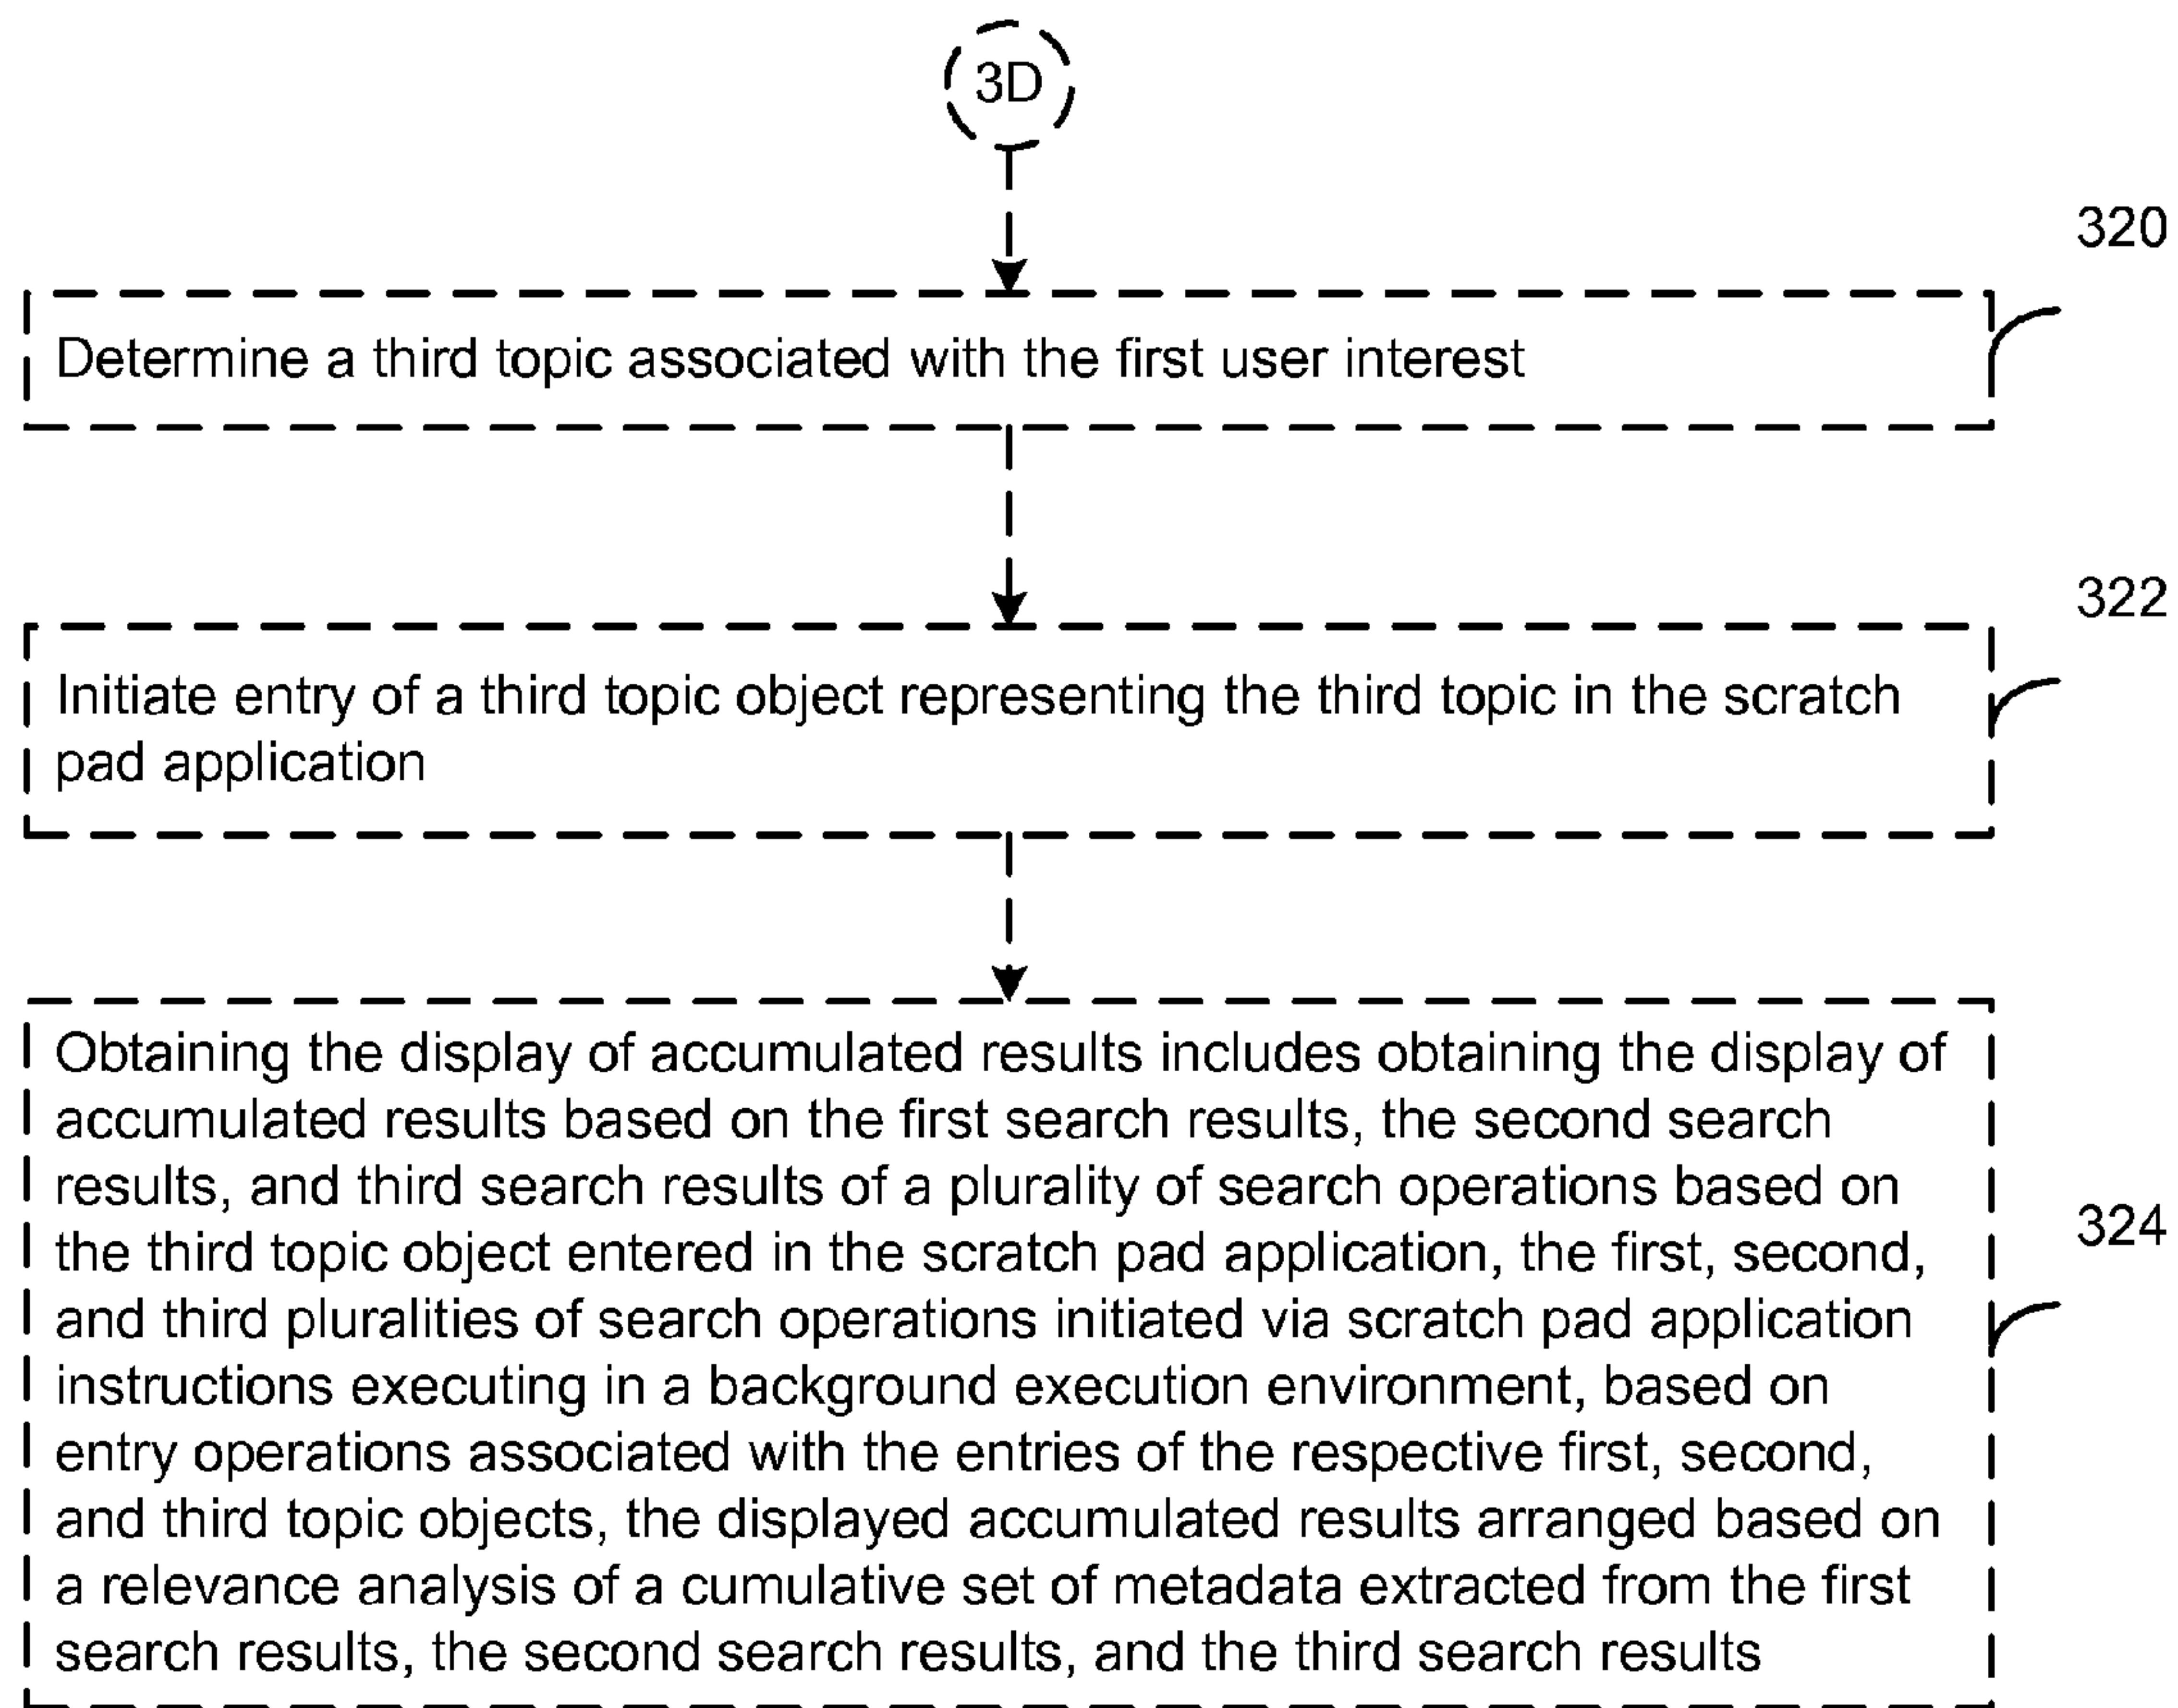 3D
320
Determine a third topic associated with the first user interest
322
Initiate entry of a third topic object representing the third topic in the scratch
pad application
Obtaining the display of accumulated results includes obtaining the display of
accumulated results based on the first search results, the second search
results, and third search results of a plurality of search operations based on
the third topic object entered in the scratch pad application, the first, second,
324
and third pluralities of search operations initiated via scratch pad application
instructions executing in a background execution environment, based on
entry operations associated with the entries of the respective first, second,
and third topic objects, the displayed accumulated results arranged based on
a relevance analysis of a cumulative set of metadata extracted from the first
search results, the second search results, and the third search results